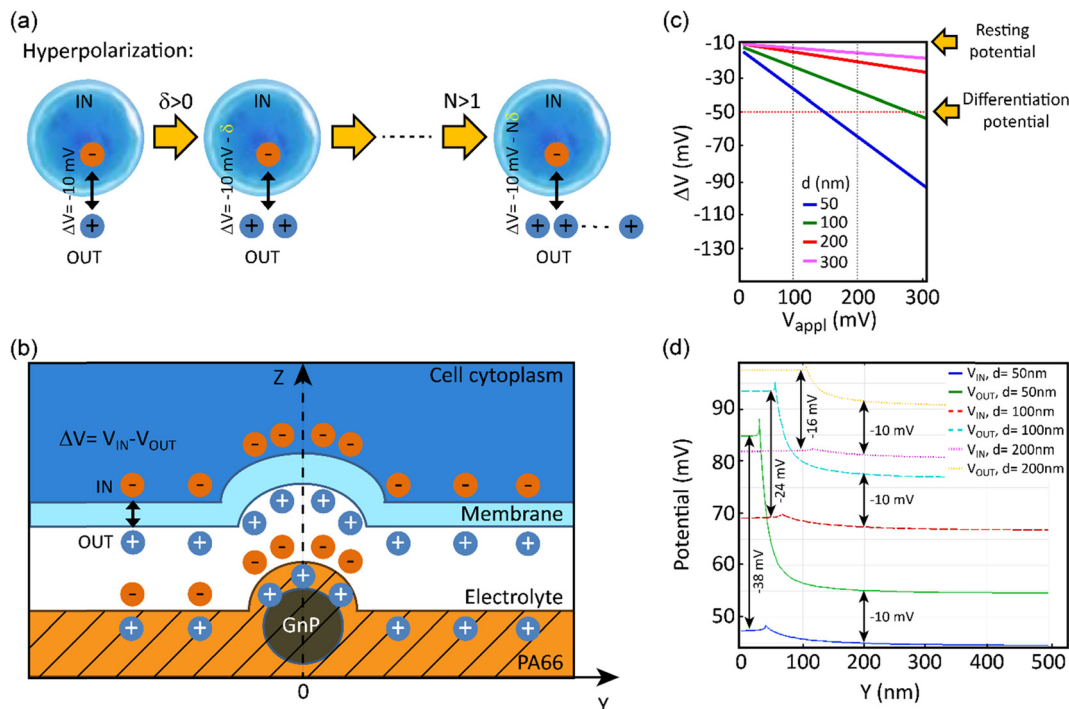 (a)
Hyperpolarization:
IN
δ>0
IN
N>1
IN
ΔV= -10 mV
-
+
OUT
ΔV= -10 mV - δ
-
+ +
OUT
ΔV= -10 mV - Nδ
-
+ + +
OUT
(b)
Z
Cell cytoplasm
ΔV= V_IN-V_OUT
IN
Membrane
OUT
Electrolyte
GnP
PA66
0
Y
(c)
-10
-30
-50
-70
-90
-110
-130
ΔV (mV)
Resting
potential
Differentiation
potential
d (nm)
50
100
200
300
0 100 200 300
V_appl (mV)
(d)
V_IN, d= 50nm
V_OUT, d= 50nm
V_IN, d= 100nm
V_OUT, d= 100nm
V_IN, d= 200nm
V_OUT, d= 200nm
90
80
70
60
50
Potential (mV)
-16 mV
-24 mV
-38 mV
-10 mV
-10 mV
-10 mV
0 100 200 300 400 500
Y (nm)